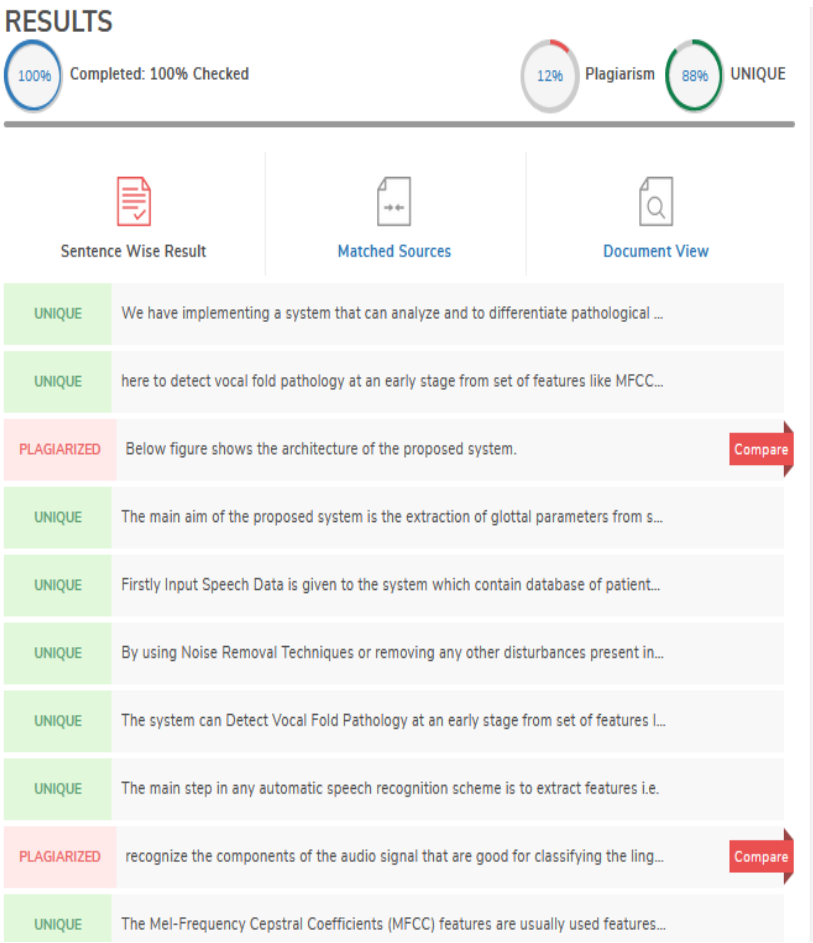 RESULTS
100% Completed: 100% Checked 12% Plagiarism 88% UNIQUE
Sentence Wise Result Matched Sources Document View
UNIQUE We have implementing a system that can analyze and to differentiate pathological ...
UNIQUE here to detect vocal fold pathology at an early stage from set of features like MFCC...
PLAGIARIZED Below figure shows the architecture of the proposed system. Compare
UNIQUE The main aim of the proposed system is the extraction of glottal parameters from s...
UNIQUE Firstly Input Speech Data is given to the system which contain database of patient...
UNIQUE By using Noise Removal Techniques or removing any other disturbances present in...
UNIQUE The system can Detect Vocal Fold Pathology at an early stage from set of features l...
UNIQUE The main step in any automatic speech recognition scheme is to extract features i.e.
PLAGIARIZED recognize the components of the audio signal that are good for classifying the ling... Compare
UNIQUE The Mel-Frequency Cepstral Coefficients (MFCC) features are usually used features...